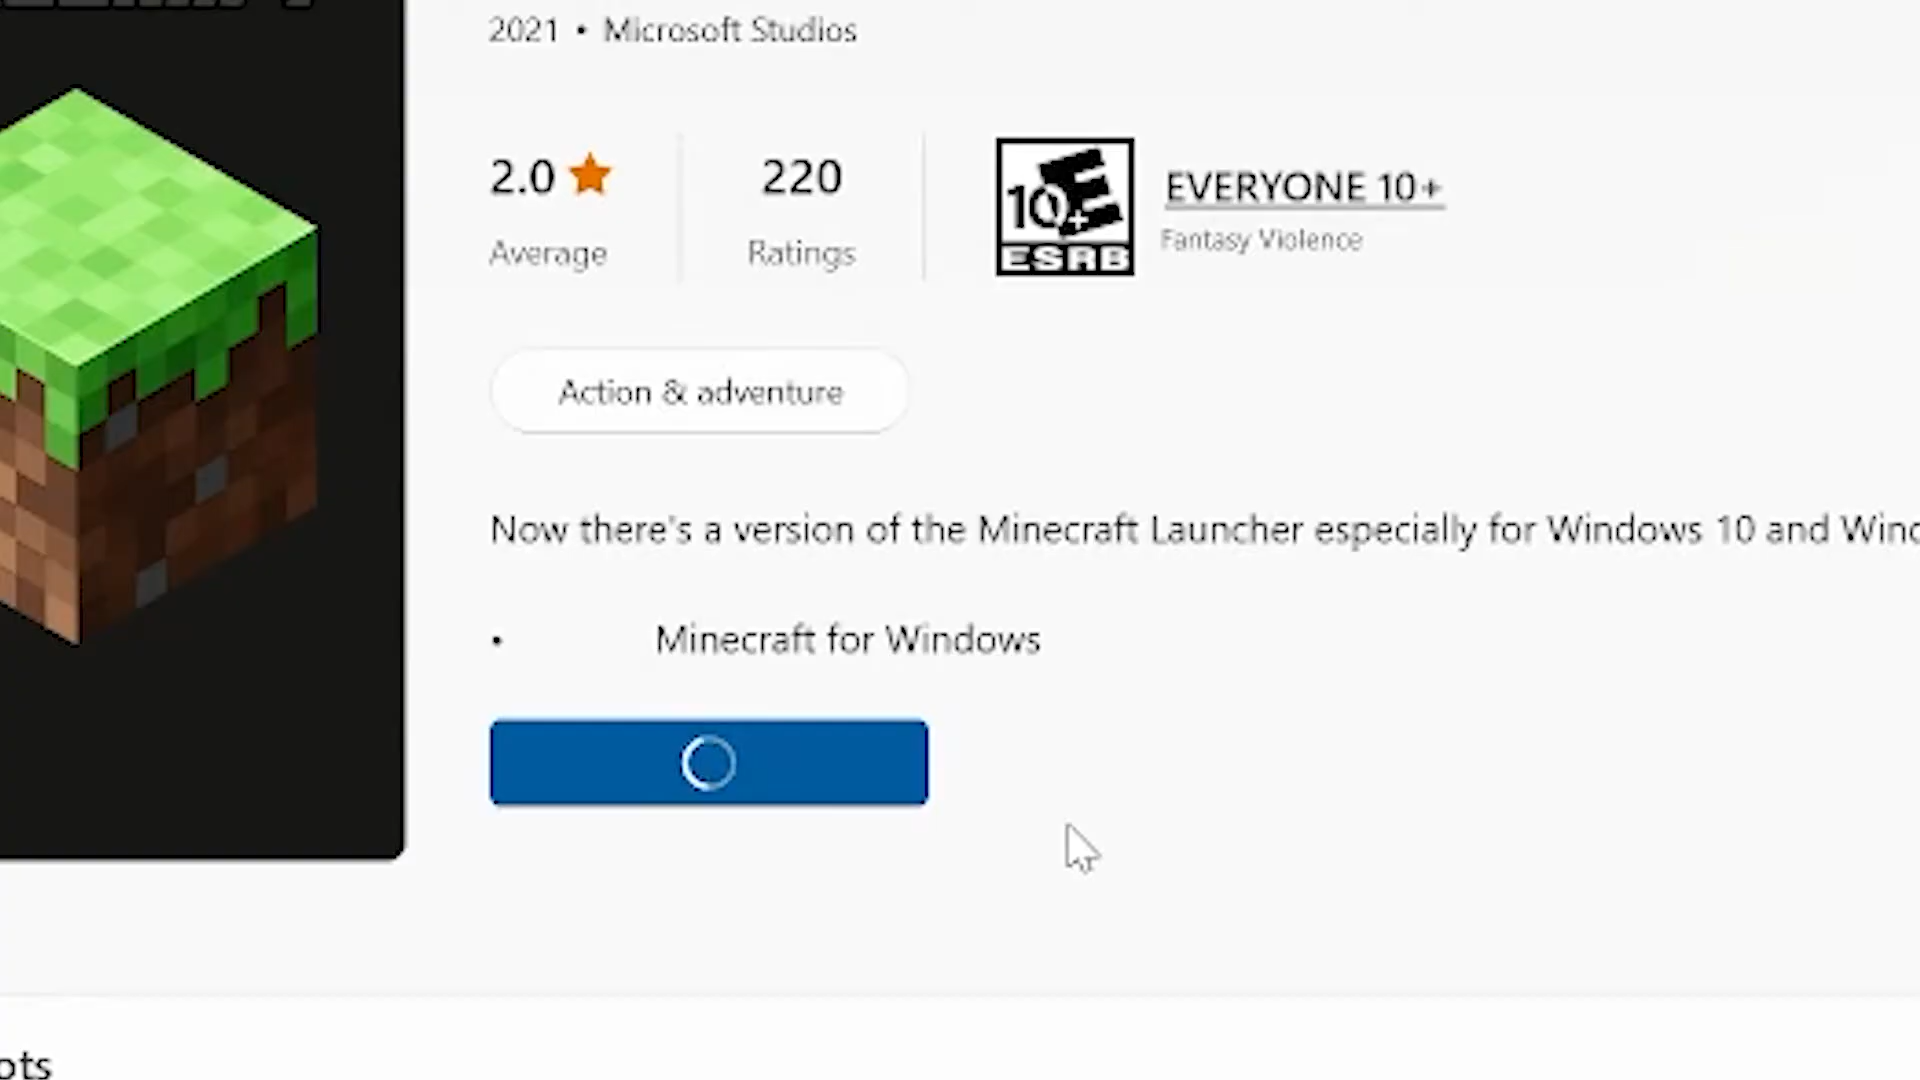 2021 • Microsoft Studios
2.0
220
10+
ESRB
EVERYONE 10+
Average
Ratings
Fantasy Violence
Action & adventure
Now there's a version of the Minecraft Launcher especially for Windows 10 and Wind
• Minecraft for Windows
ots